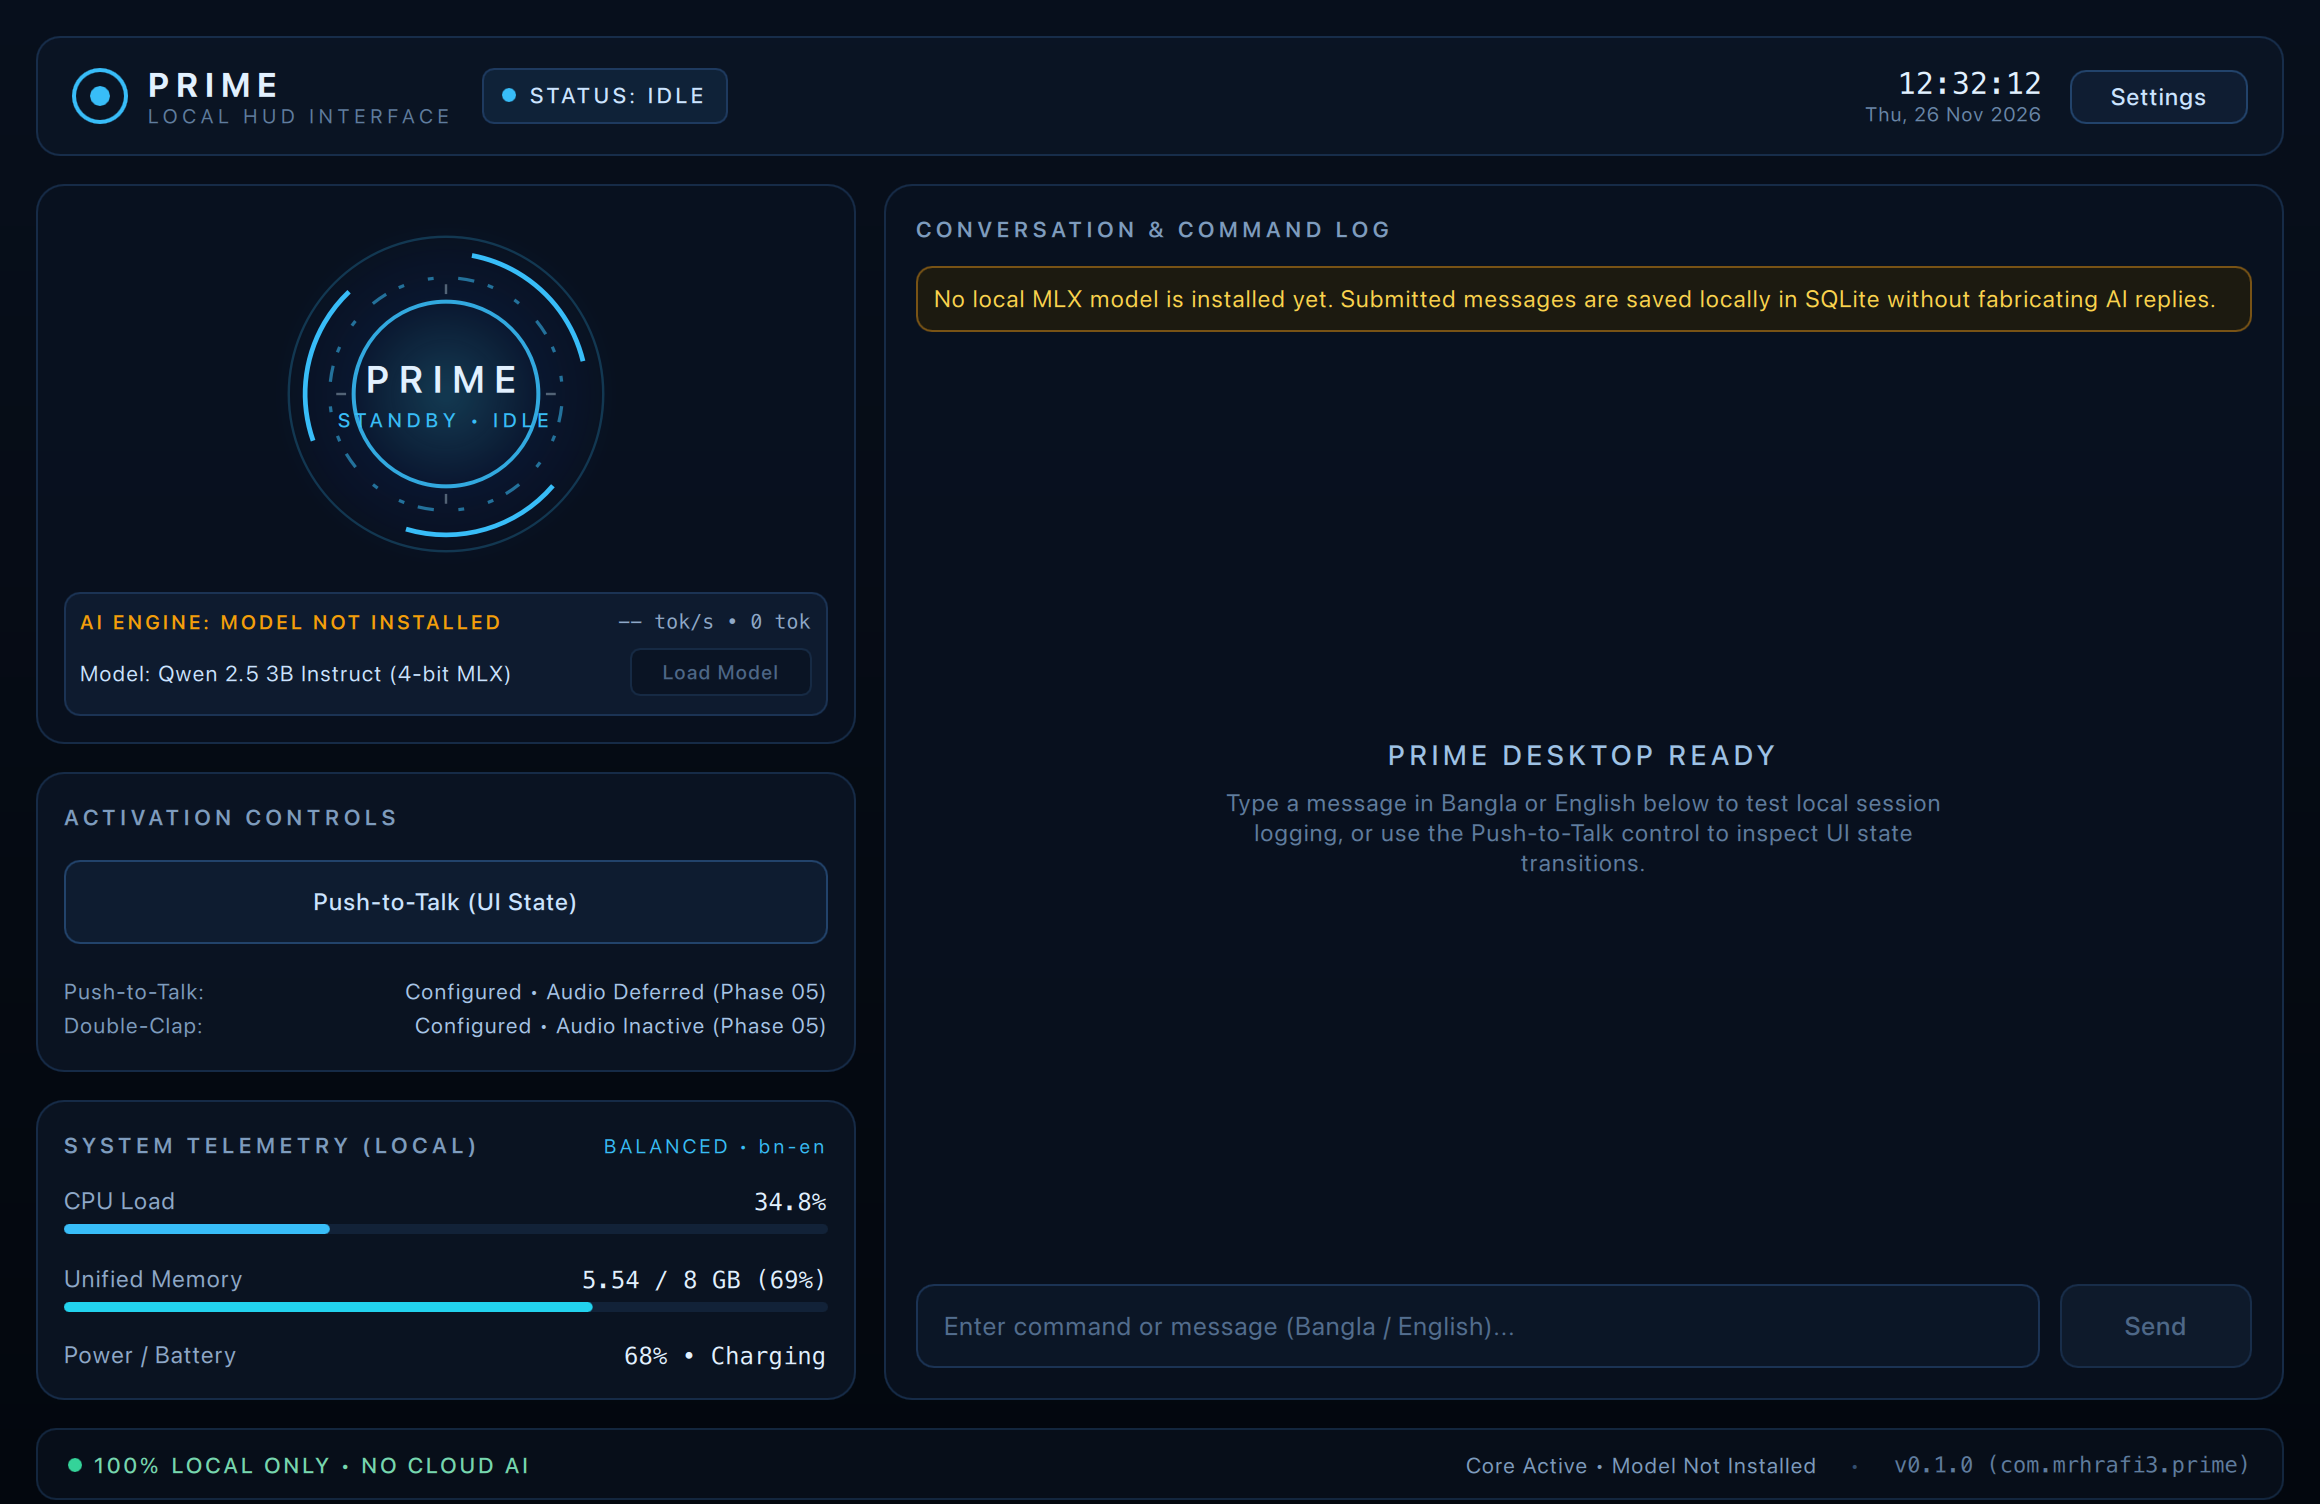 PRIME
LOCAL HUD INTERFACE
STATUS: IDLE
12:32:12
Thu, 26 Nov 2026
Settings
PRIME
STANDBY • IDLE
AI ENGINE: MODEL NOT INSTALLED
-- tok/s • 0 tok
Model: Qwen 2.5 3B Instruct (4-bit MLX)
Load Model
ACTIVATION CONTROLS
Push-to-Talk (UI State)
Push-to-Talk: Configured • Audio Deferred (Phase 05)
Double-Clap: Configured • Audio Inactive (Phase 05)
SYSTEM TELEMETRY (LOCAL)
BALANCED • bn-en
CPU Load 34.8%
Unified Memory 5.54 / 8 GB (69%)
Power / Battery 68% • Charging
CONVERSATION & COMMAND LOG
No local MLX model is installed yet. Submitted messages are saved locally in SQLite without fabricating AI replies.
PRIME DESKTOP READY
Type a message in Bangla or English below to test local session
logging, or use the Push-to-Talk control to inspect UI state
transitions.
Enter command or message (Bangla / English)...
Send
100% LOCAL ONLY • NO CLOUD AI
Core Active • Model Not Installed • v0.1.0 (com.mrhrafi3.prime)